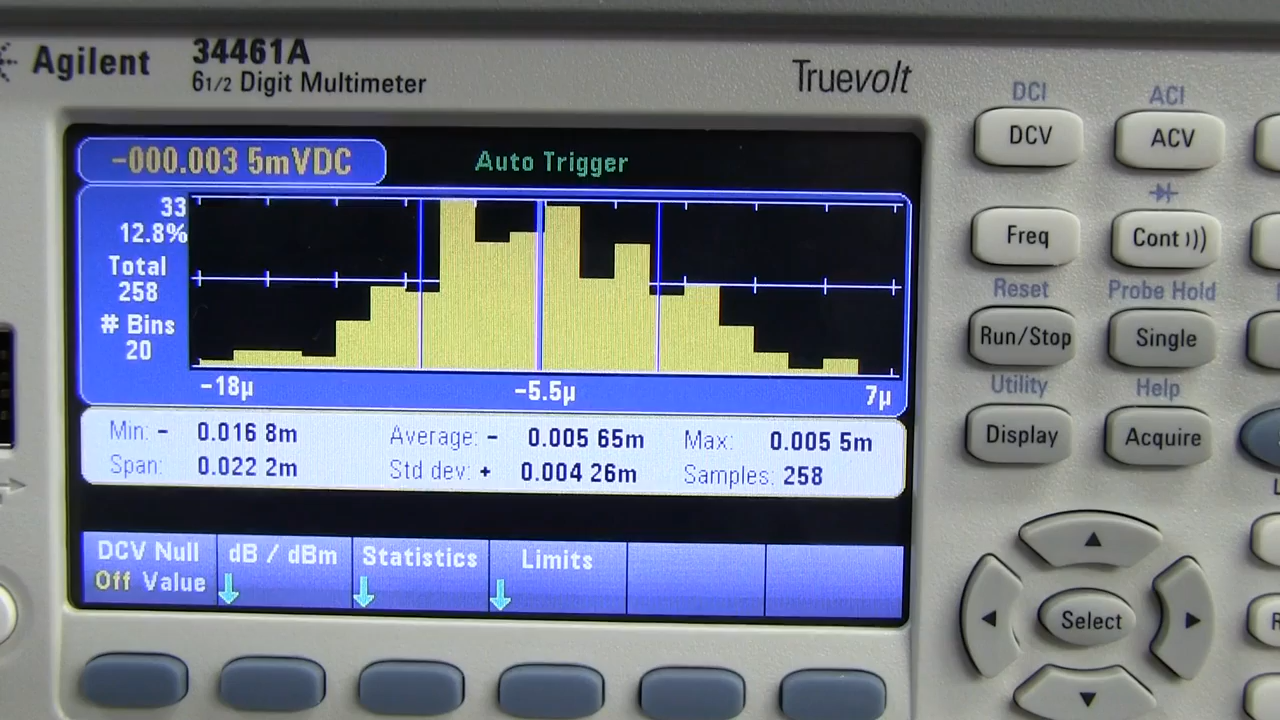 Agilent
34461A
6 1/2 Digit Multimeter
Truevolt
-000.003 5mVDC
Auto Trigger
33
12.8%
Total
258
# Bins
20
-18µ
-5.5µ
7µ
Min: - 0.016 8m
Average: - 0.005 65m
Max: 0.005 5m
Span: 0.022 2m
Std dev: + 0.004 26m
Samples: 258
DCV Null
Off Value
dB / dBm
Statistics
Limits
DCI
ACI
DCV
ACV
Freq
Cont
Reset
Probe Hold
Run/Stop
Single
Utility
Help
Display
Acquire
Select